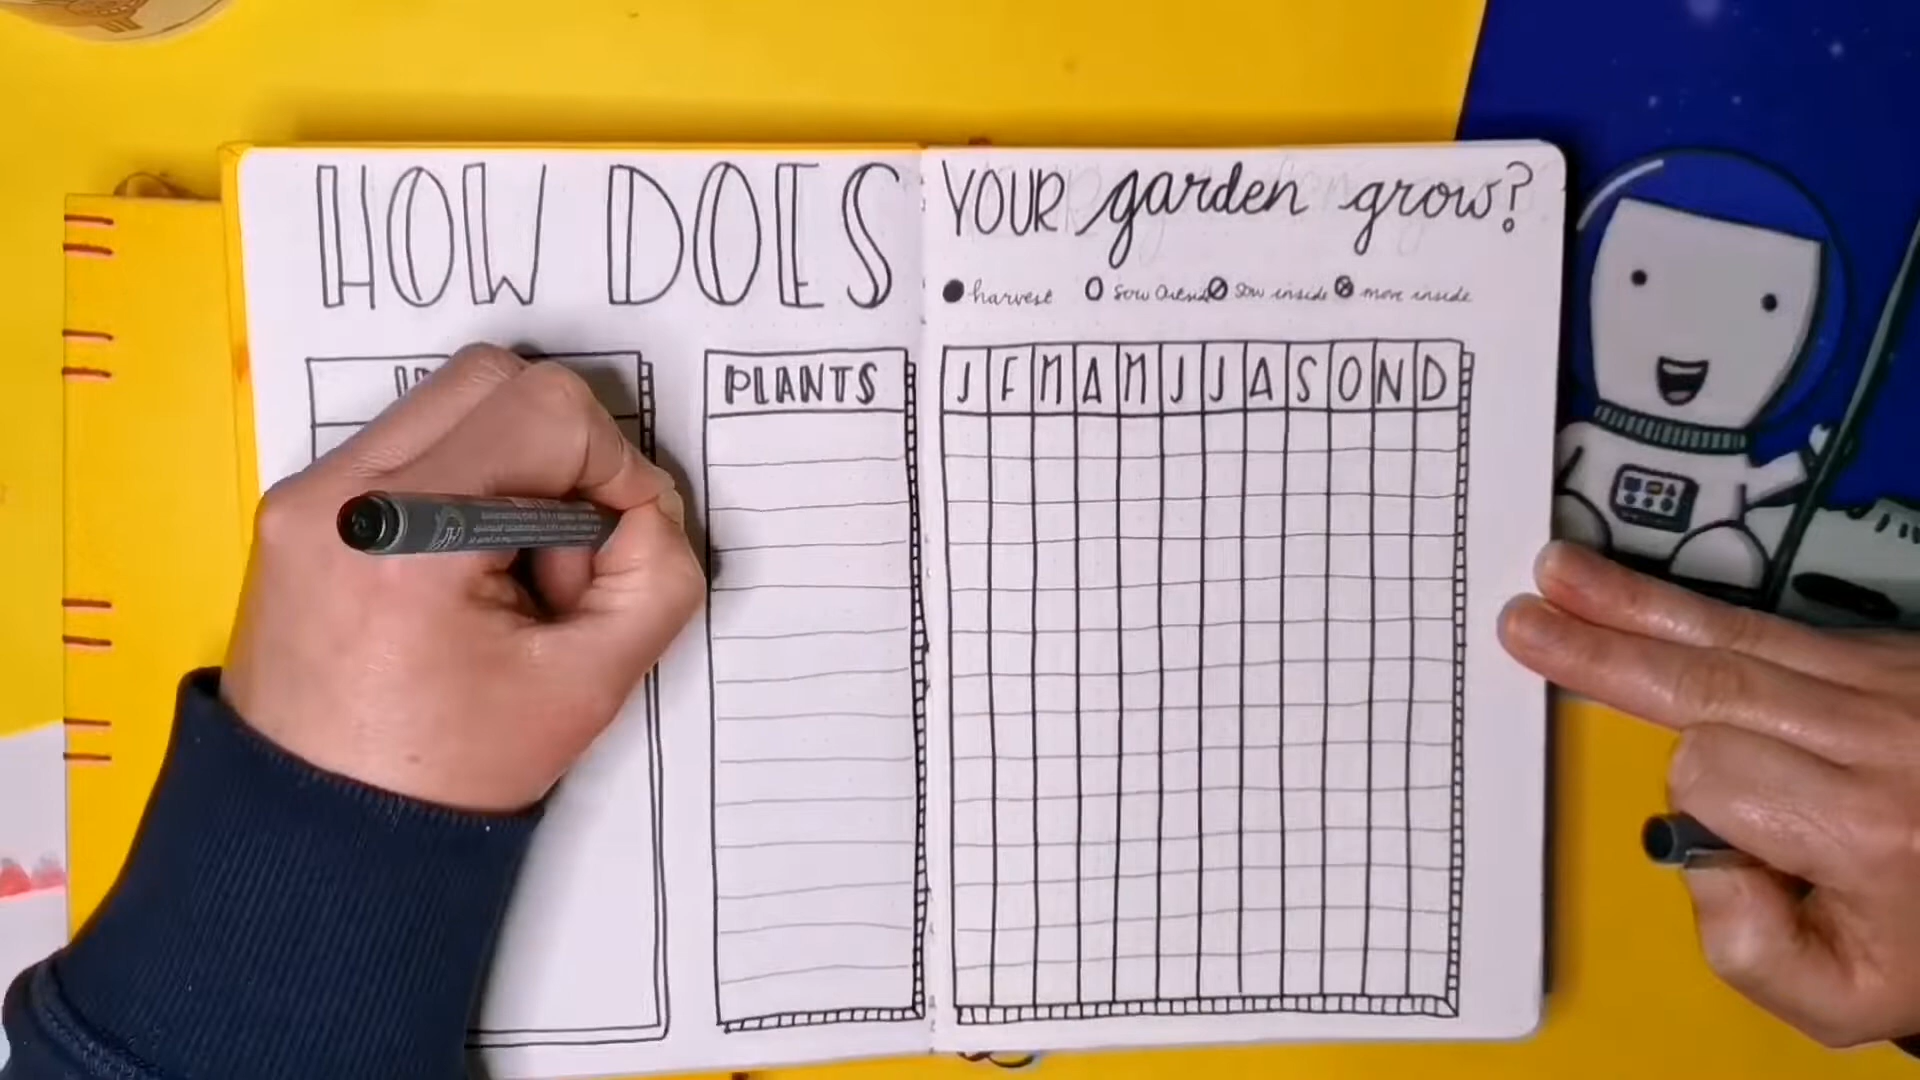 HOW DOES YOUR garden grow?
harvest sow outside sow inside move inside
PLANTS
J F M A M J J A S O N D